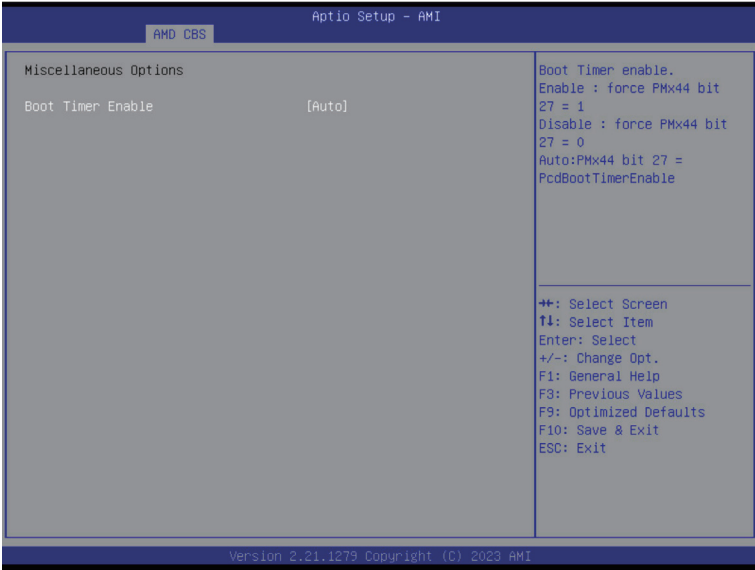 Aptio Setup – AMI
AMD CBS
Miscellaneous Options
Boot Timer Enable [Auto]
Boot Timer enable.
Enable : force PMx44 bit
27 = 1
Disable : force PMx44 bit
27 = 0
Auto:PMx44 bit 27 =
PcdBootTimerEnable
→←: Select Screen
↑↓: Select Item
Enter: Select
+/-: Change Opt.
F1: General Help
F3: Previous Values
F9: Optimized Defaults
F10: Save & Exit
ESC: Exit
Version 2.21.1279 Copyright (C) 2023 AMI